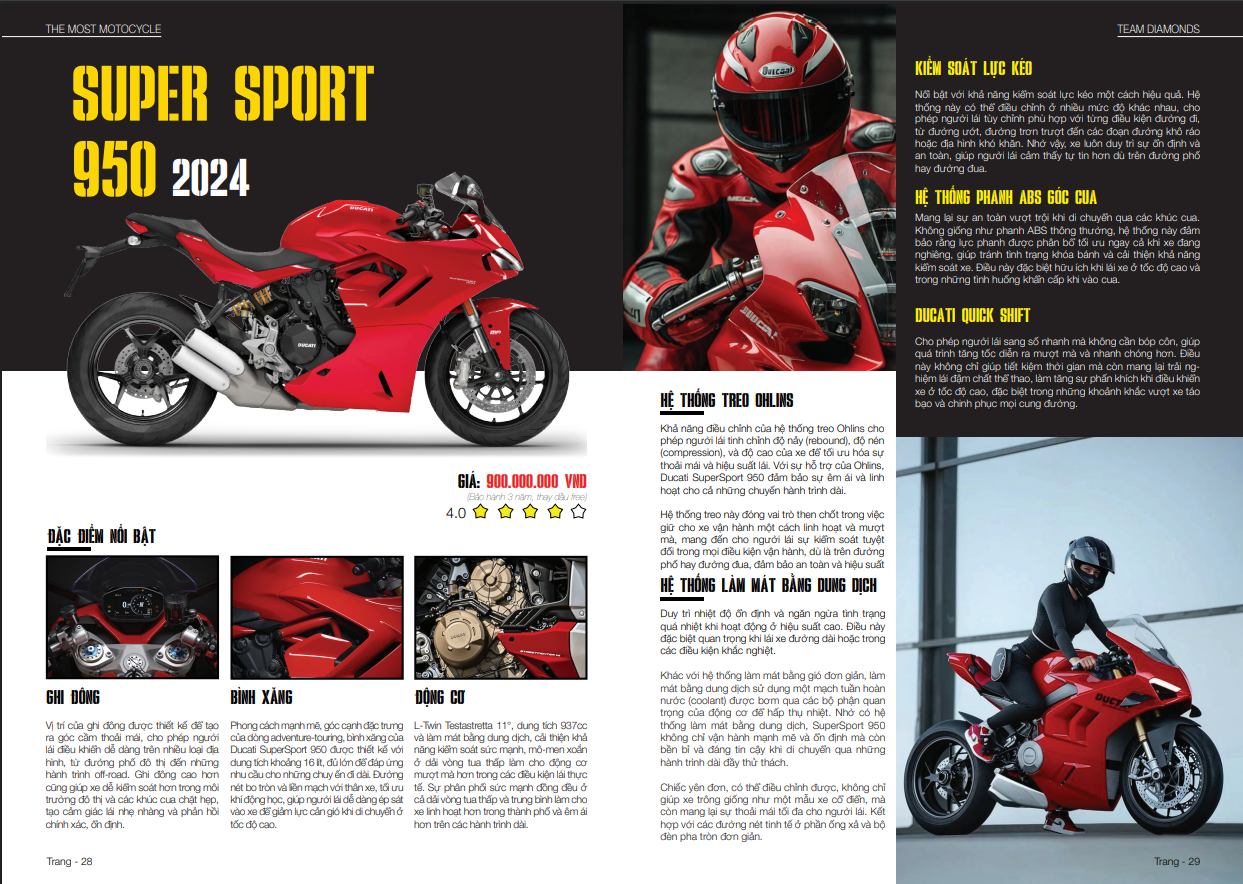 THE MOST MOTOCYCLE
SUPER SPORT
950 2024
DUCATI
DUCATI
GIÁ: 900.000.000 VND
(Bảo hành 3 năm, thay dầu free)
4.0
ĐẶC ĐIỂM NỔI BẬT
GHI ĐÔNG
Vị trí của ghi đông được thiết kế để tạo
ra góc cầm thoải mái, cho phép người
lái điều khiển dễ dàng trên nhiều loại địa
hình, từ đường phố đô thị đến những
hành trình off-road. Ghi đông cao hơn
cũng giúp xe dễ kiểm soát hơn trong môi
trường đô thị và các khúc cua chật hẹp,
tạo cảm giác lái nhẹ nhàng và phản hồi
chính xác, ổn định.
BÌNH XĂNG
Phong cách mạnh mẽ, góc cạnh đặc trưng
của dòng adventure-touring, bình xăng của
Ducati SuperSport 950 được thiết kế với
dung tích khoảng 16 lít, đủ lớn để đáp ứng
nhu cầu cho những chuy ến đi dài. Đường
nét bo tròn và liền mạch với thân xe, tối ưu
khí động học, giúp người lái dễ dàng ép sát
vào xe để giảm lực cản gió khi di chuyển ở
tốc độ cao.
ĐỘNG CƠ
L-Twin Testastretta 11°, dung tích 937cc
và làm mát bằng dung dịch, cải thiện khả
năng kiểm soát sức mạnh, mô-men xoắn
ở dải vòng tua thấp làm cho động cơ
mượt mà hơn trong các điều kiện lái thực
tế. Sự phân phối sức mạnh đồng đều ở
cả dải vòng tua thấp và trung bình làm cho
xe linh hoạt hơn trong thành phố và êm ái
hơn trên các hành trình dài.
Trang - 28
HỆ THỐNG TREO OHLINS
Khả năng điều chỉnh của hệ thống treo Ohlins cho
phép người lái tinh chỉnh độ nảy (rebound), độ nén
(compression), và độ cao của xe để tối ưu hóa sự
thoải mái và hiệu suất lái. Với sự hỗ trợ của Ohlins,
Ducati SuperSport 950 đảm bảo sự êm ái và linh
hoạt cho cả những chuyến hành trình dài.
Hệ thống treo này đóng vai trò then chốt trong việc
giữ cho xe vận hành một cách linh hoạt và mượt
mà, mang đến cho người lái sự kiểm soát tuyệt
đối trong mọi điều kiện vận hành, dù là trên đường
phố hay đường đua, đảm bảo an toàn và hiệu suất
HỆ THỐNG LÀM MÁT BẰNG DUNG DỊCH
Duy trì nhiệt độ ổn định và ngăn ngừa tình trạng
quá nhiệt khi hoạt động ở hiệu suất cao. Điều này
đặc biệt quan trọng khi lái xe đường dài hoặc trong
các điều kiện khắc nghiệt.
Khác với hệ thống làm mát bằng gió đơn giản, làm
mát bằng dung dịch sử dụng một mạch tuần hoàn
nước (coolant) được bơm qua các bộ phận quan
trọng của động cơ để hấp thụ nhiệt. Nhờ có hệ
thống làm mát bằng dung dịch, SuperSport 950
không chỉ vận hành mạnh mẽ và ổn định mà còn
bền bỉ và đáng tin cậy khi di chuyển qua những
hành trình dài đầy thử thách.
Chiếc yên đơn, có thể điều chỉnh được, không chỉ
giúp xe trông giống như một mẫu xe cổ điển, mà
còn mang lại sự thoải mái tối đa cho người lái. Kết
hợp với các đường nét tinh tế ở phần ống xả và bộ
đèn pha tròn đơn giản.
TEAM DIAMONDS
KIỂM SOÁT LỰC KÉO
Nổi bật với khả năng kiểm soát lực kéo một cách hiệu quả. Hệ
thống này có thể điều chỉnh ở nhiều mức độ khác nhau, cho
phép người lái tùy chỉnh phù hợp với từng điều kiện đường đi,
từ đường ướt, đường trơn trượt đến các đoạn đường khô ráo
hoặc địa hình khó khăn. Nhờ vậy, xe luôn duy trì sự ổn định và
an toàn, giúp người lái cảm thấy tự tin hơn dù trên đường phố
hay đường đua.
HỆ THỐNG PHANH ABS GÓC CUA
Mang lại sự an toàn vượt trội khi di chuyển qua các khúc cua.
Không giống như phanh ABS thông thường, hệ thống này đảm
bảo rằng lực phanh được phân bổ tối ưu ngay cả khi xe đang
nghiêng, giúp tránh tình trạng khóa bánh và cải thiện khả năng
kiểm soát xe. Điều này đặc biệt hữu ích khi lái xe ở tốc độ cao và
trong những tình huống khẩn cấp khi vào cua.
DUCATI QUICK SHIFT
Cho phép người lái sang số nhanh mà không cần bóp côn, giúp
quá trình tăng tốc diễn ra mượt mà và nhanh chóng hơn. Điều
này không chỉ giúp tiết kiệm thời gian mà còn mang lại trải ng-
hiệm lái đậm chất thể thao, làm tăng sự phấn khích khi điều khiển
xe ở tốc độ cao, đặc biệt trong những khoảnh khắc vượt xe táo
bạo và chinh phục mọi cung đường.
Trang - 29